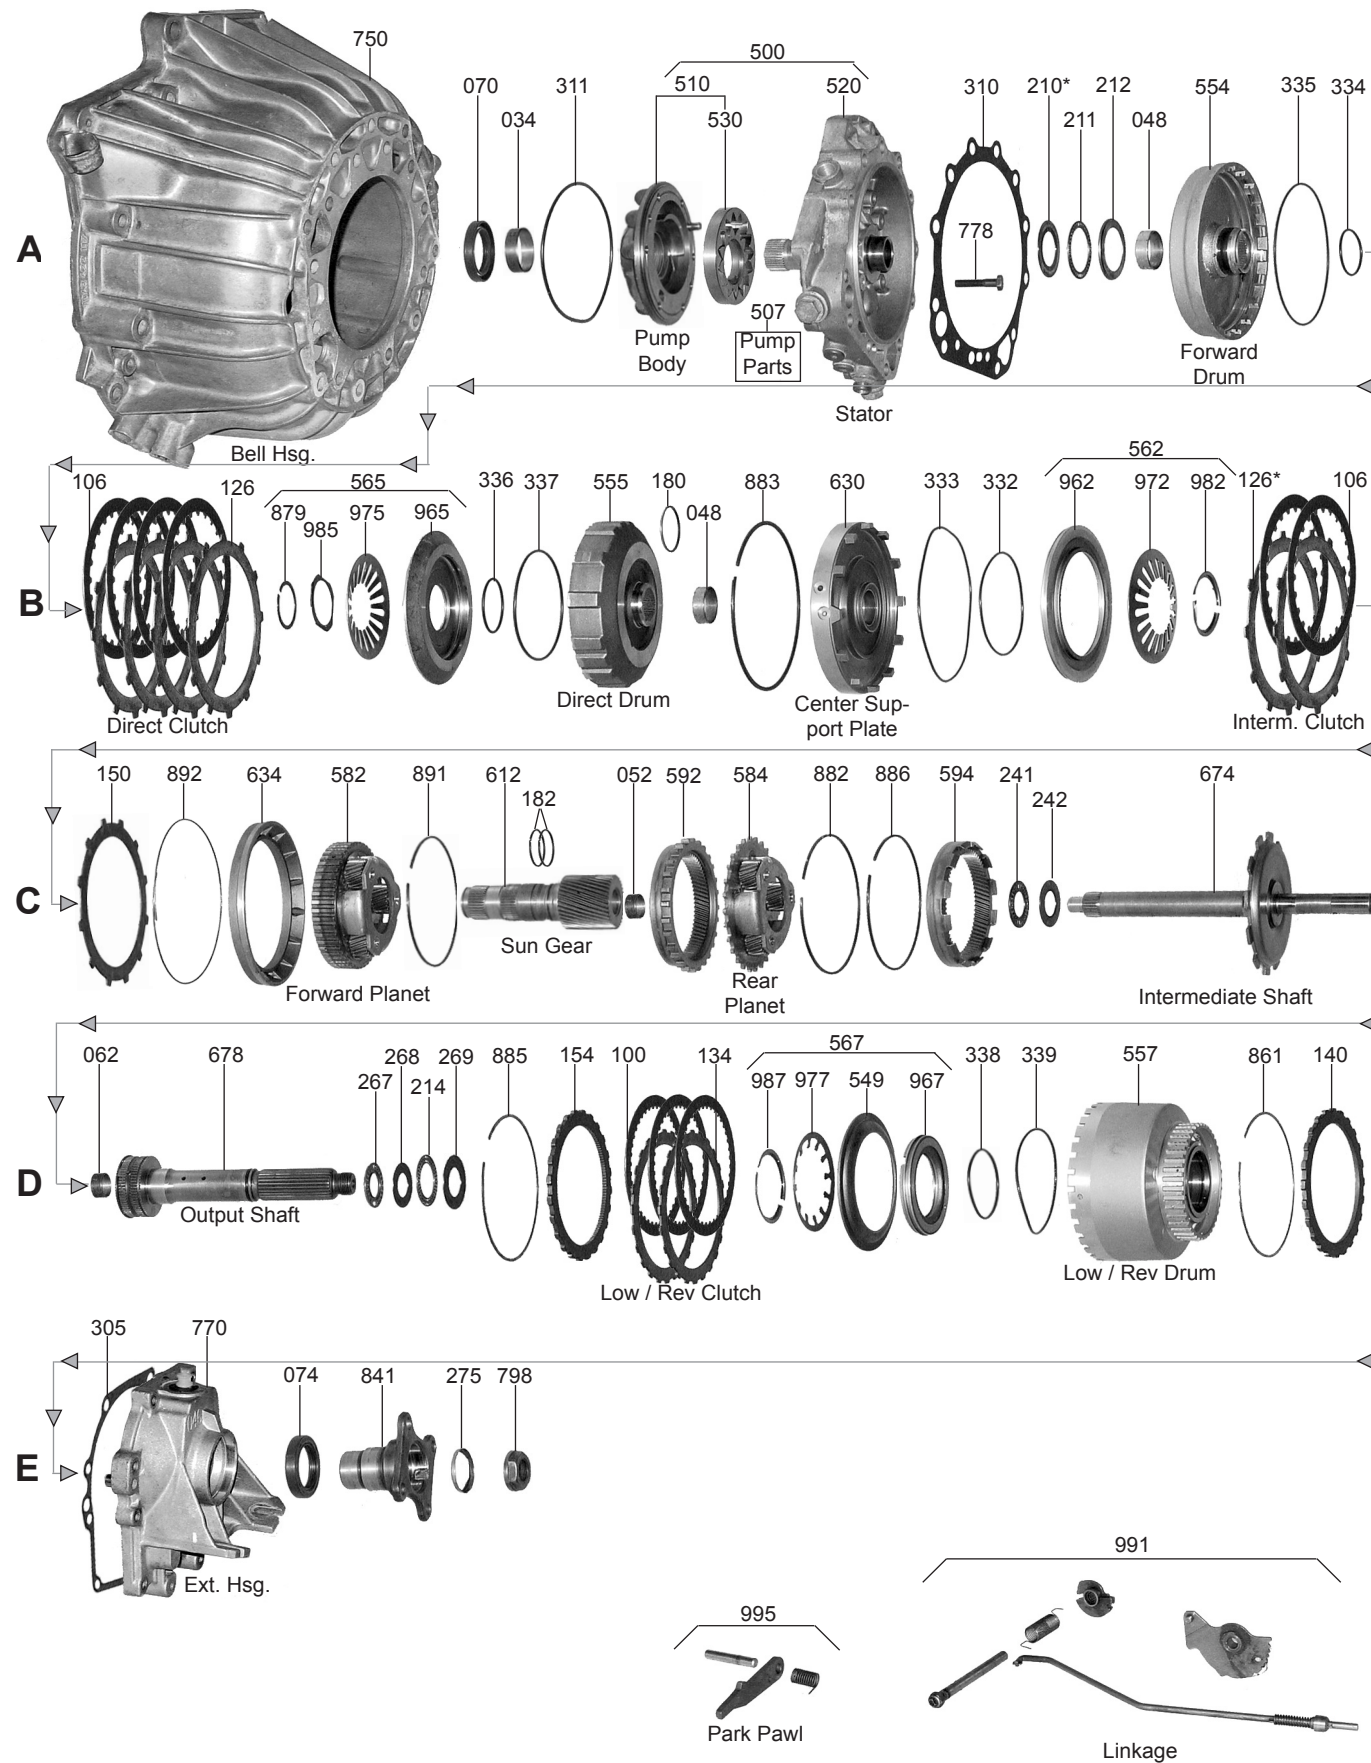 750
500
070
311
510
520
310
210*
212
554
335
334
034
530
211
048
778
A
507
Pump
Parts
Pump
Body
Forward
Drum
Stator
Bell Hsg.
562
106
126
565
336
337
555
180
883
630
333
332
962
972
982
126*
106
879
985
975
965
048
B
Direct Drum
Center Sup-
port Plate
Direct Clutch
Interm. Clutch
150
892
634
582
891
612
052
592
584
882
886
594
241
674
182
242
C
Sun Gear
Rear
Planet
Forward Planet
Intermediate Shaft
567
062
678
268
269
885
154
100
134
338
339
557
861
140
267
214
987
977
549
967
D
Output Shaft
Low / Rev Drum
Low / Rev Clutch
305
770
074
841
275
798
E
Ext. Hsg.
991
995
Park Pawl
Linkage